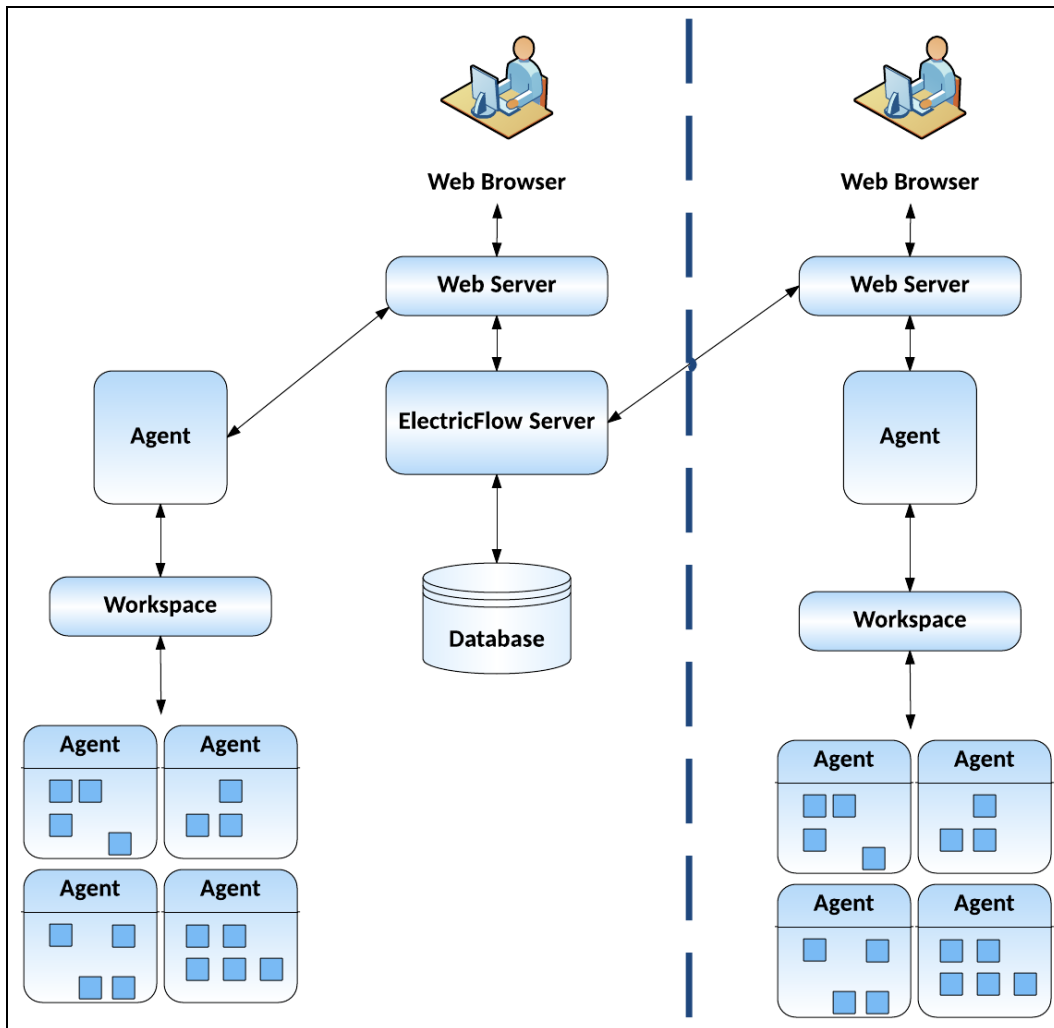 Web Browser
Web Browser
Web Server
Web Server
Agent
ElectricFlow Server
Agent
Workspace
Database
Workspace
Agent
Agent
Agent
Agent
Agent
Agent
Agent
Agent